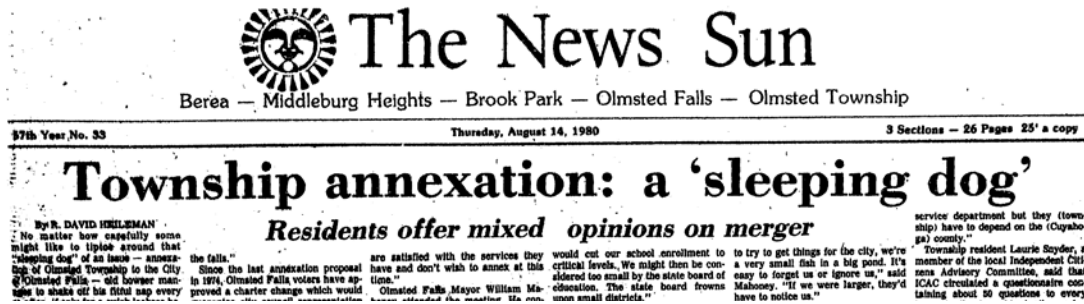 The News Sun
Berea — Middleburg Heights — Brook Park — Olmsted Falls — Olmsted Township
37th Year, No. 33 Thursday, August 14, 1980 3 Sections — 26 Pages 25' a copy
Township annexation: a 'sleeping dog'
Residents offer mixed opinions on merger
By R. DAVID HEILEMAN
No matter how carefully some
might like to tiptoe around that
"sleeping dog" of an issue — annexa-
tion of Olmsted Township to the City
of Olmsted Falls — old bowser man-
ages to shake off his fitful nap every
the falls."
Since the last annexation proposal
in 1974, Olmsted Falls voters have ap-
proved a charter change which would
are satisfied with the services they
have and don't wish to annex at this
time."
Olmsted Falls Mayor William Ma-
would cut our school enrollment to
critical levels. We might then be con-
sidered too small by the state board of
education. The state board frowns
upon small districts."
to try to get things for the city, we're
a very small fish in a big pond. It's
easy to forget us or ignore us," said
Mahoney. "If we were larger, they'd
have to notice us."
service department but they (town-
ship) have to depend on the (Cuyaho-
ga) county."
Township resident Laurie Snyder, a
member of the local Independent Citi-
zens Advisory Committee, said that
ICAC circulated a questionnaire con-
taining about 50 questions to